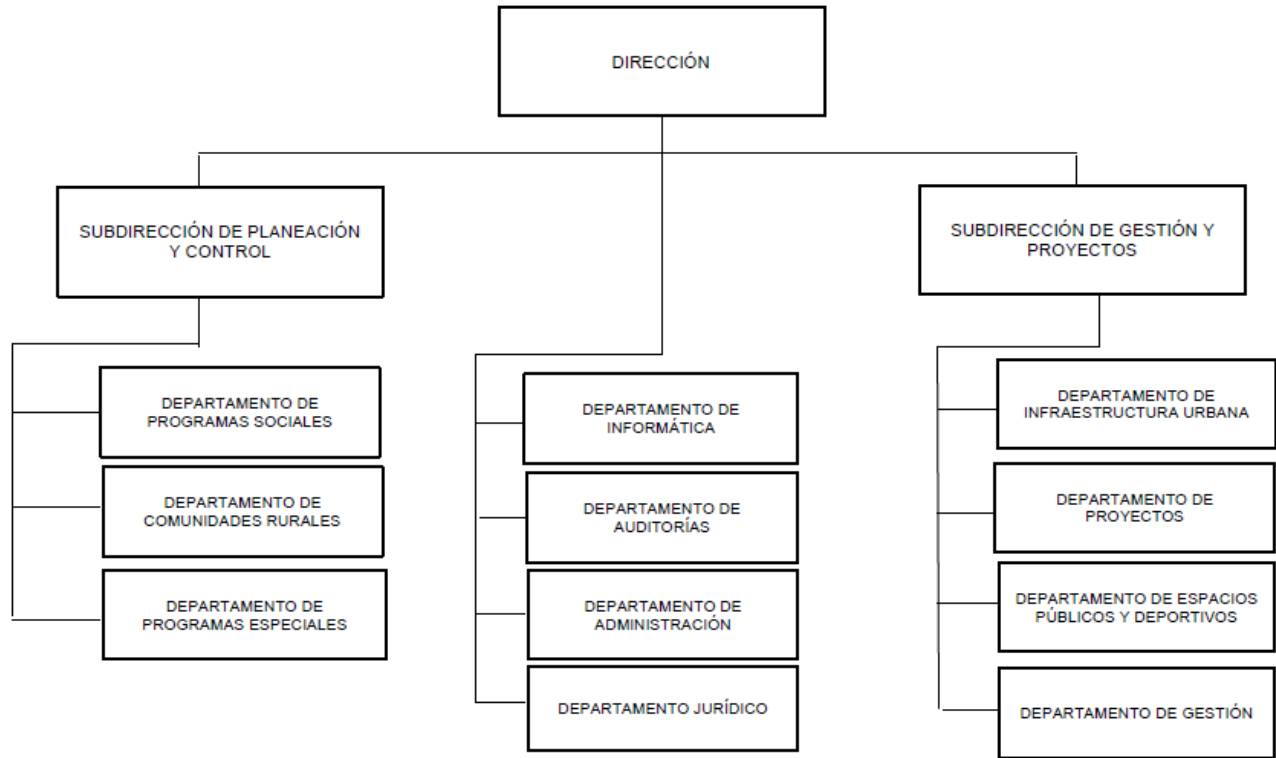 DIRECCIÓN
SUBDIRECCIÓN DE PLANEACIÓN
Y CONTROL
SUBDIRECCIÓN DE GESTIÓN Y
PROYECTOS
DEPARTAMENTO DE
PROGRAMAS SOCIALES
DEPARTAMENTO DE
COMUNIDADES RURALES
DEPARTAMENTO DE
PROGRAMAS ESPECIALES
DEPARTAMENTO DE
INFORMÁTICA
DEPARTAMENTO DE
AUDITORÍAS
DEPARTAMENTO DE
ADMINISTRACIÓN
DEPARTAMENTO JURÍDICO
DEPARTAMENTO DE
INFRAESTRUCTURA URBANA
DEPARTAMENTO DE
PROYECTOS
DEPARTAMENTO DE ESPACIOS
PÚBLICOS Y DEPORTIVOS
DEPARTAMENTO DE GESTIÓN